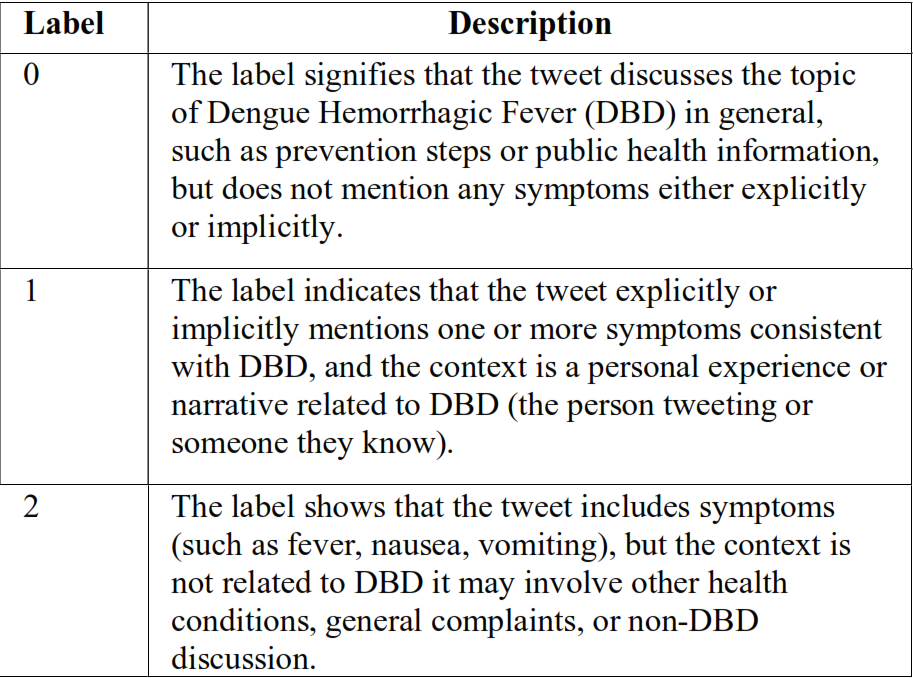 Label Description
0 The label signifies that the tweet discusses the topic
of Dengue Hemorrhagic Fever (DBD) in general,
such as prevention steps or public health information,
but does not mention any symptoms either explicitly
or implicitly.
1 The label indicates that the tweet explicitly or
implicitly mentions one or more symptoms consistent
with DBD, and the context is a personal experience or
narrative related to DBD (the person tweeting or
someone they know).
2 The label shows that the tweet includes symptoms
(such as fever, nausea, vomiting), but the context is
not related to DBD it may involve other health
conditions, general complaints, or non-DBD
discussion.